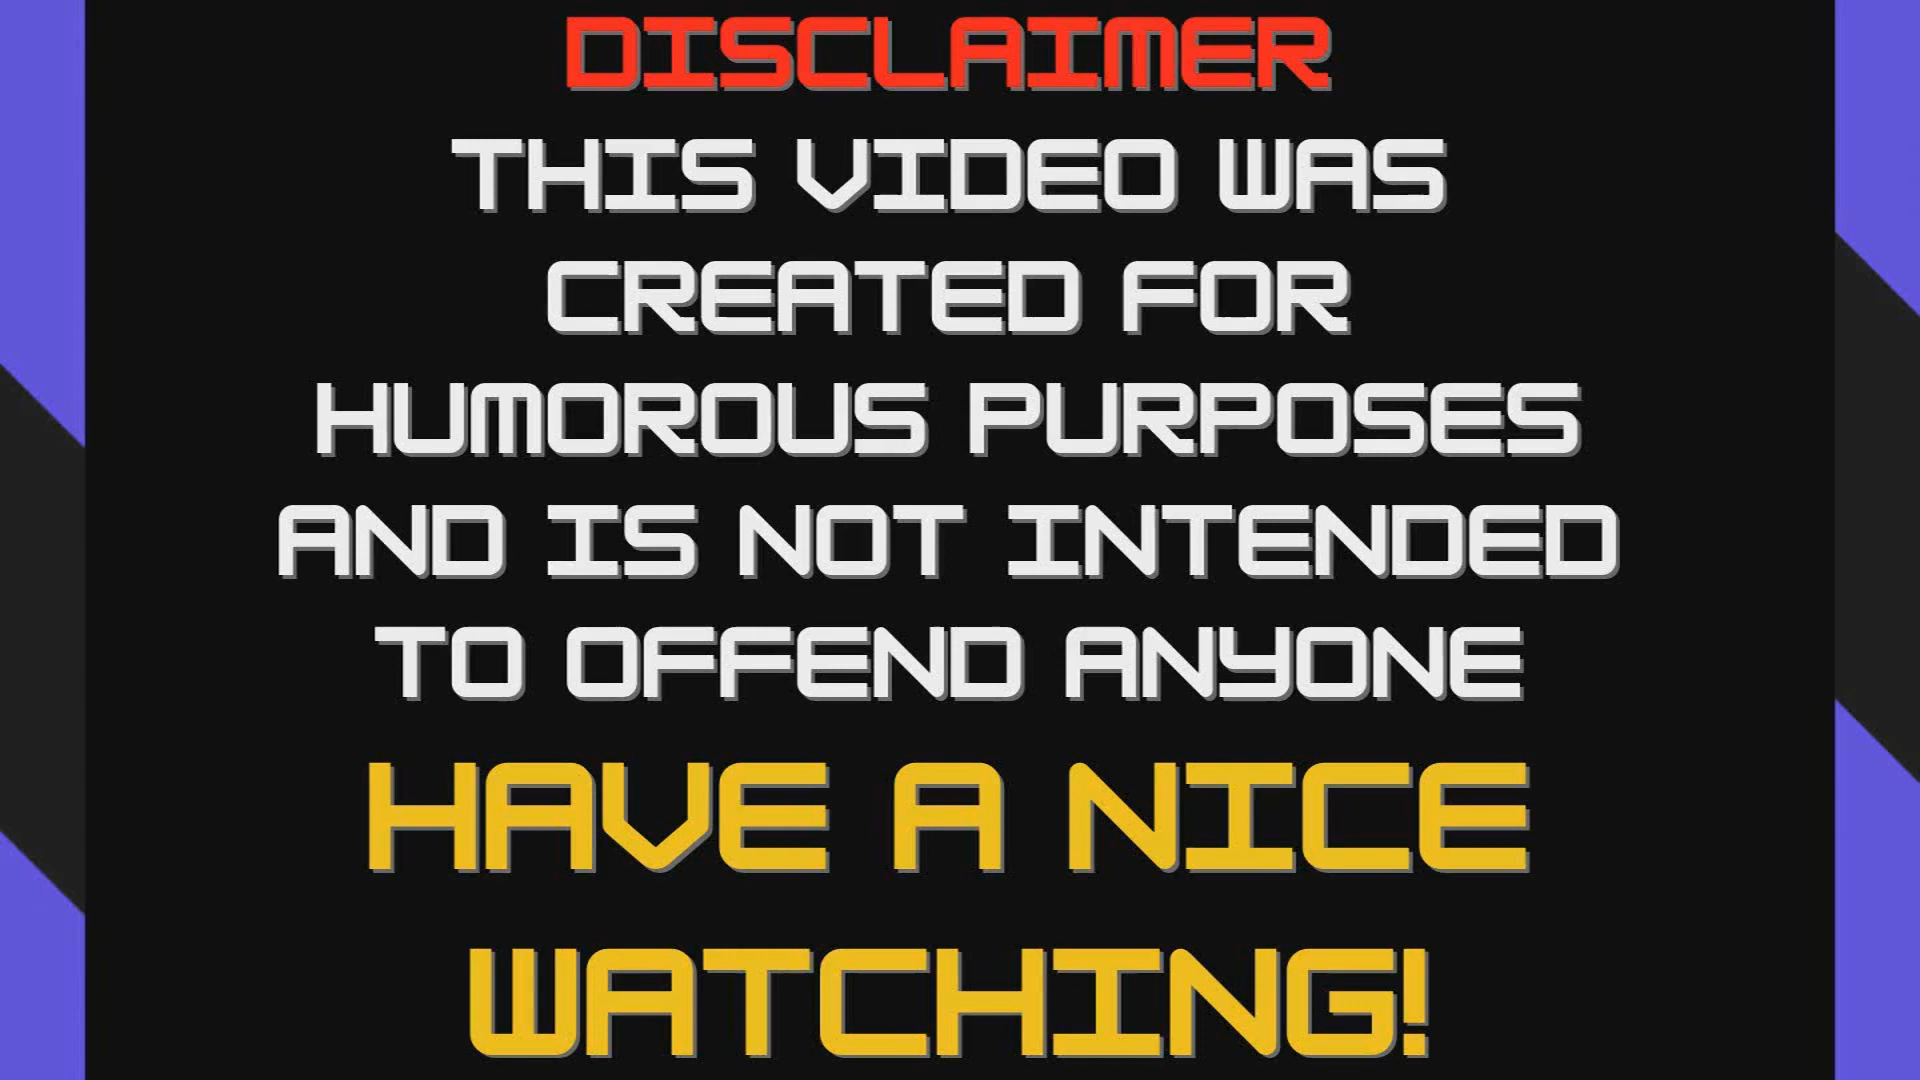 DISCLAIMER
THIS VIDEO WAS
CREATED FOR
HUMOROUS PURPOSES
AND IS NOT INTENDED
TO OFFEND ANYONE
HAVE A NICE
WATCHING!